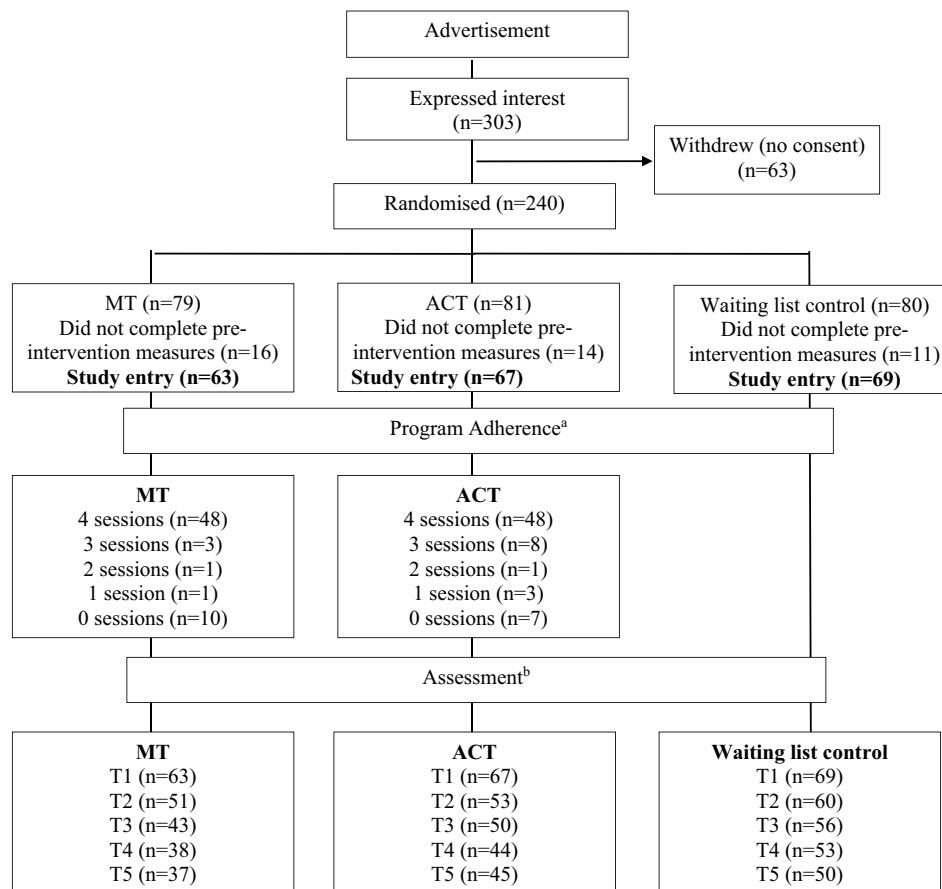 Advertisement
Expressed interest
(n=303)
Withdrew (no consent)
(n=63)
Randomised (n=240)
MT (n=79)
Did not complete pre-
intervention measures (n=16)
Study entry (n=63)
ACT (n=81)
Did not complete pre-
intervention measures (n=14)
Study entry (n=67)
Waiting list control (n=80)
Did not complete pre-
intervention measures (n=11)
Study entry (n=69)
Program Adherenceᵃ
MT
4 sessions (n=48)
3 sessions (n=3)
2 sessions (n=1)
1 session (n=1)
0 sessions (n=10)
ACT
4 sessions (n=48)
3 sessions (n=8)
2 sessions (n=1)
1 session (n=3)
0 sessions (n=7)
Assessmentᵇ
MT
T1 (n=63)
T2 (n=51)
T3 (n=43)
T4 (n=38)
T5 (n=37)
ACT
T1 (n=67)
T2 (n=53)
T3 (n=50)
T4 (n=44)
T5 (n=45)
Waiting list control
T1 (n=69)
T2 (n=60)
T3 (n=56)
T4 (n=53)
T5 (n=50)